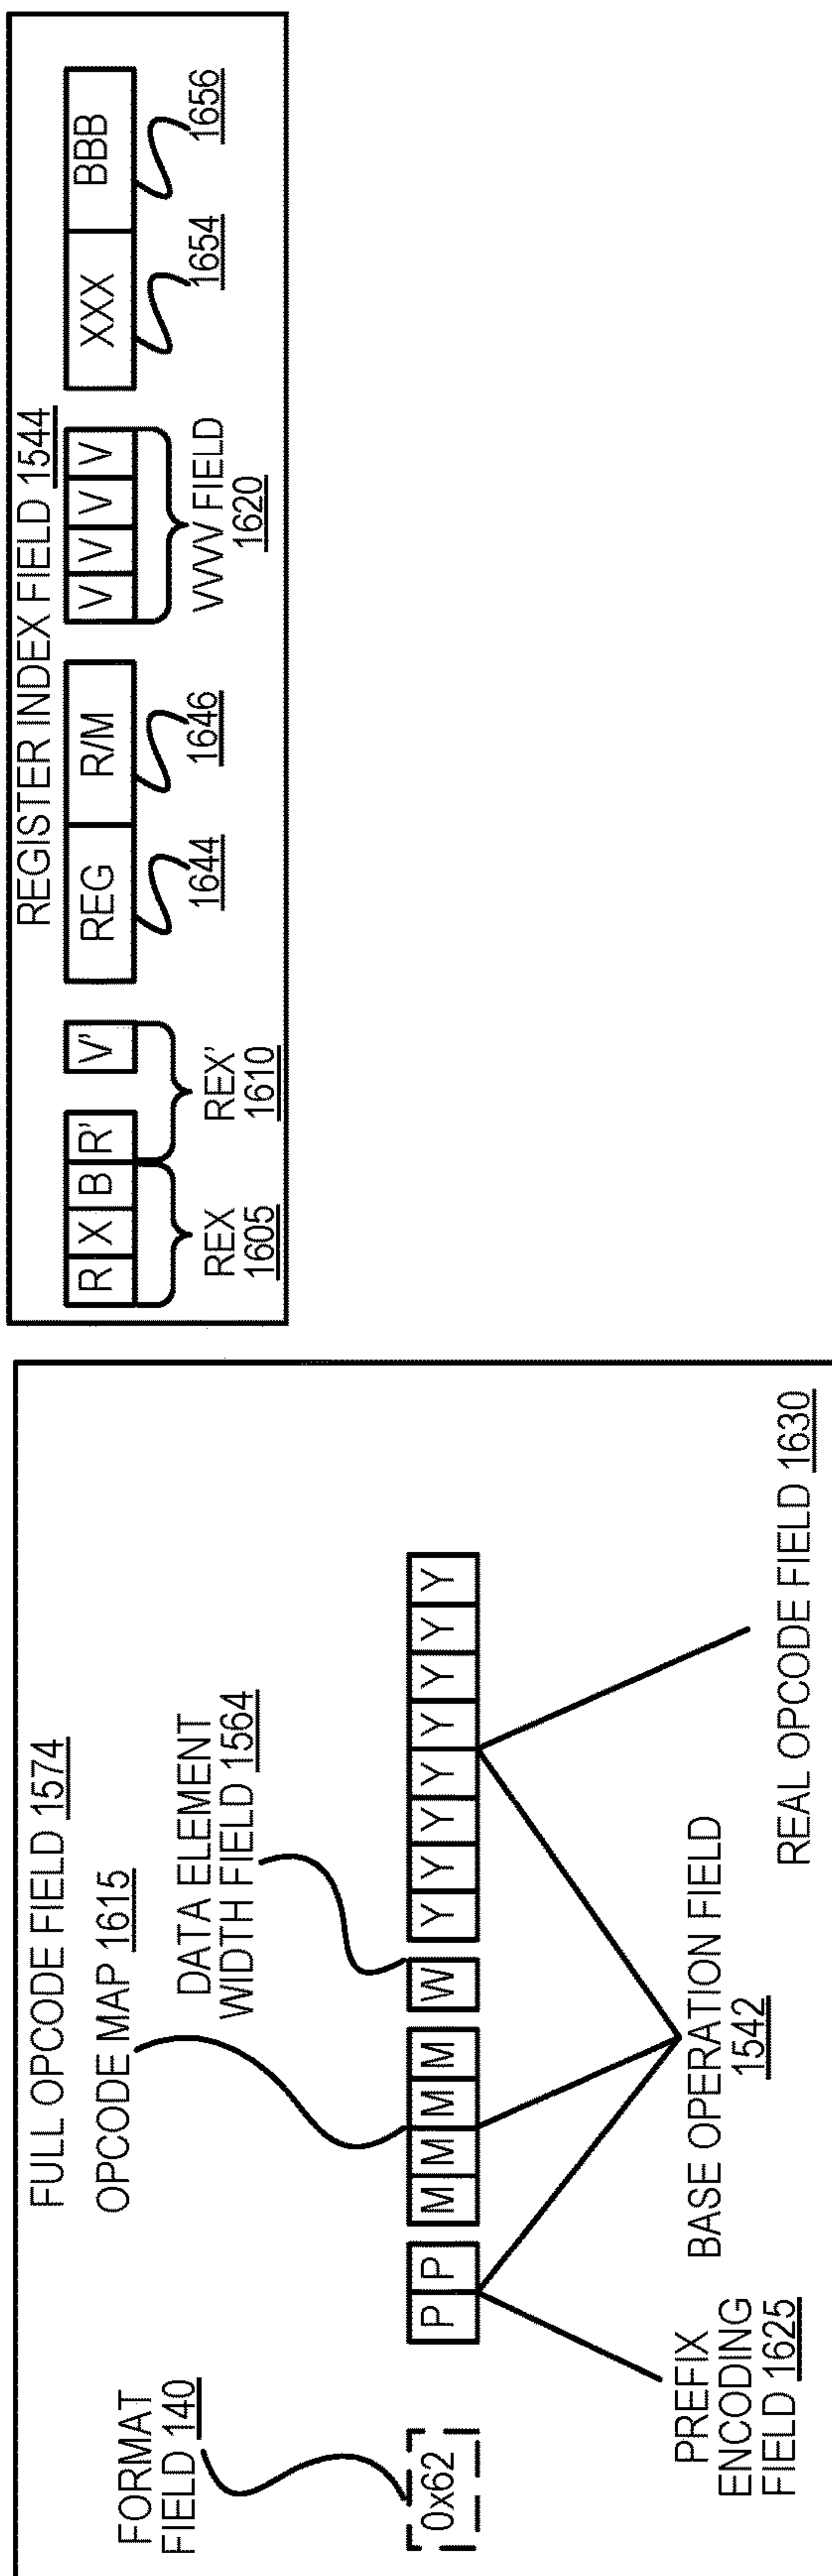 FULL OPCODE FIELD 1574
FORMAT
FIELD 140
OPCODE MAP 1615
DATA ELEMENT
WIDTH FIELD 1564
0x62
P P M M M M W Y Y Y Y Y Y Y Y
PREFIX
ENCODING
FIELD 1625
BASE OPERATION FIELD
1542
REAL OPCODE FIELD 1630
REGISTER INDEX FIELD 1544
R X B R' V' REG R/M V V V V XXX BBB
REX
1605
REX'
1610
1644
1646
VVVV FIELD
1620
1654
1656